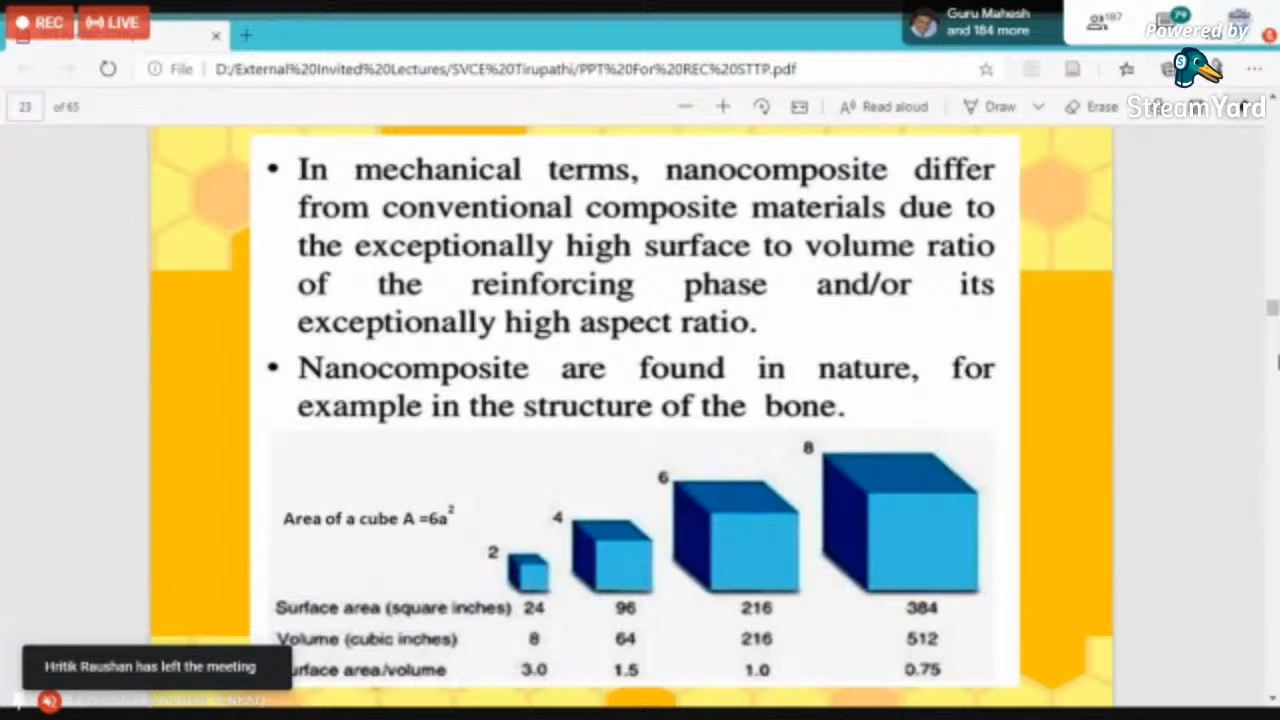 REC
LIVE
Guru Mahesh
and 184 more
187
79
Powered by
StreamYard
File
D:/External%20Invited%20Lectures/SVCE%20Tirupathi/PPT%20For%20REC%20STTP.pdf
23 of 65
Read aloud
Draw
Erase
• In mechanical terms, nanocomposite differ
from conventional composite materials due to
the exceptionally high surface to volume ratio
of the reinforcing phase and/or its
exceptionally high aspect ratio.
• Nanocomposite are found in nature, for
example in the structure of the bone.
8
6
4
2
Area of a cube A =6a²
Surface area (square inches) 24 96 216 384
Volume (cubic inches) 8 64 216 512
urface area/volume 3.0 1.5 1.0 0.75
Hritik Raushan has left the meeting